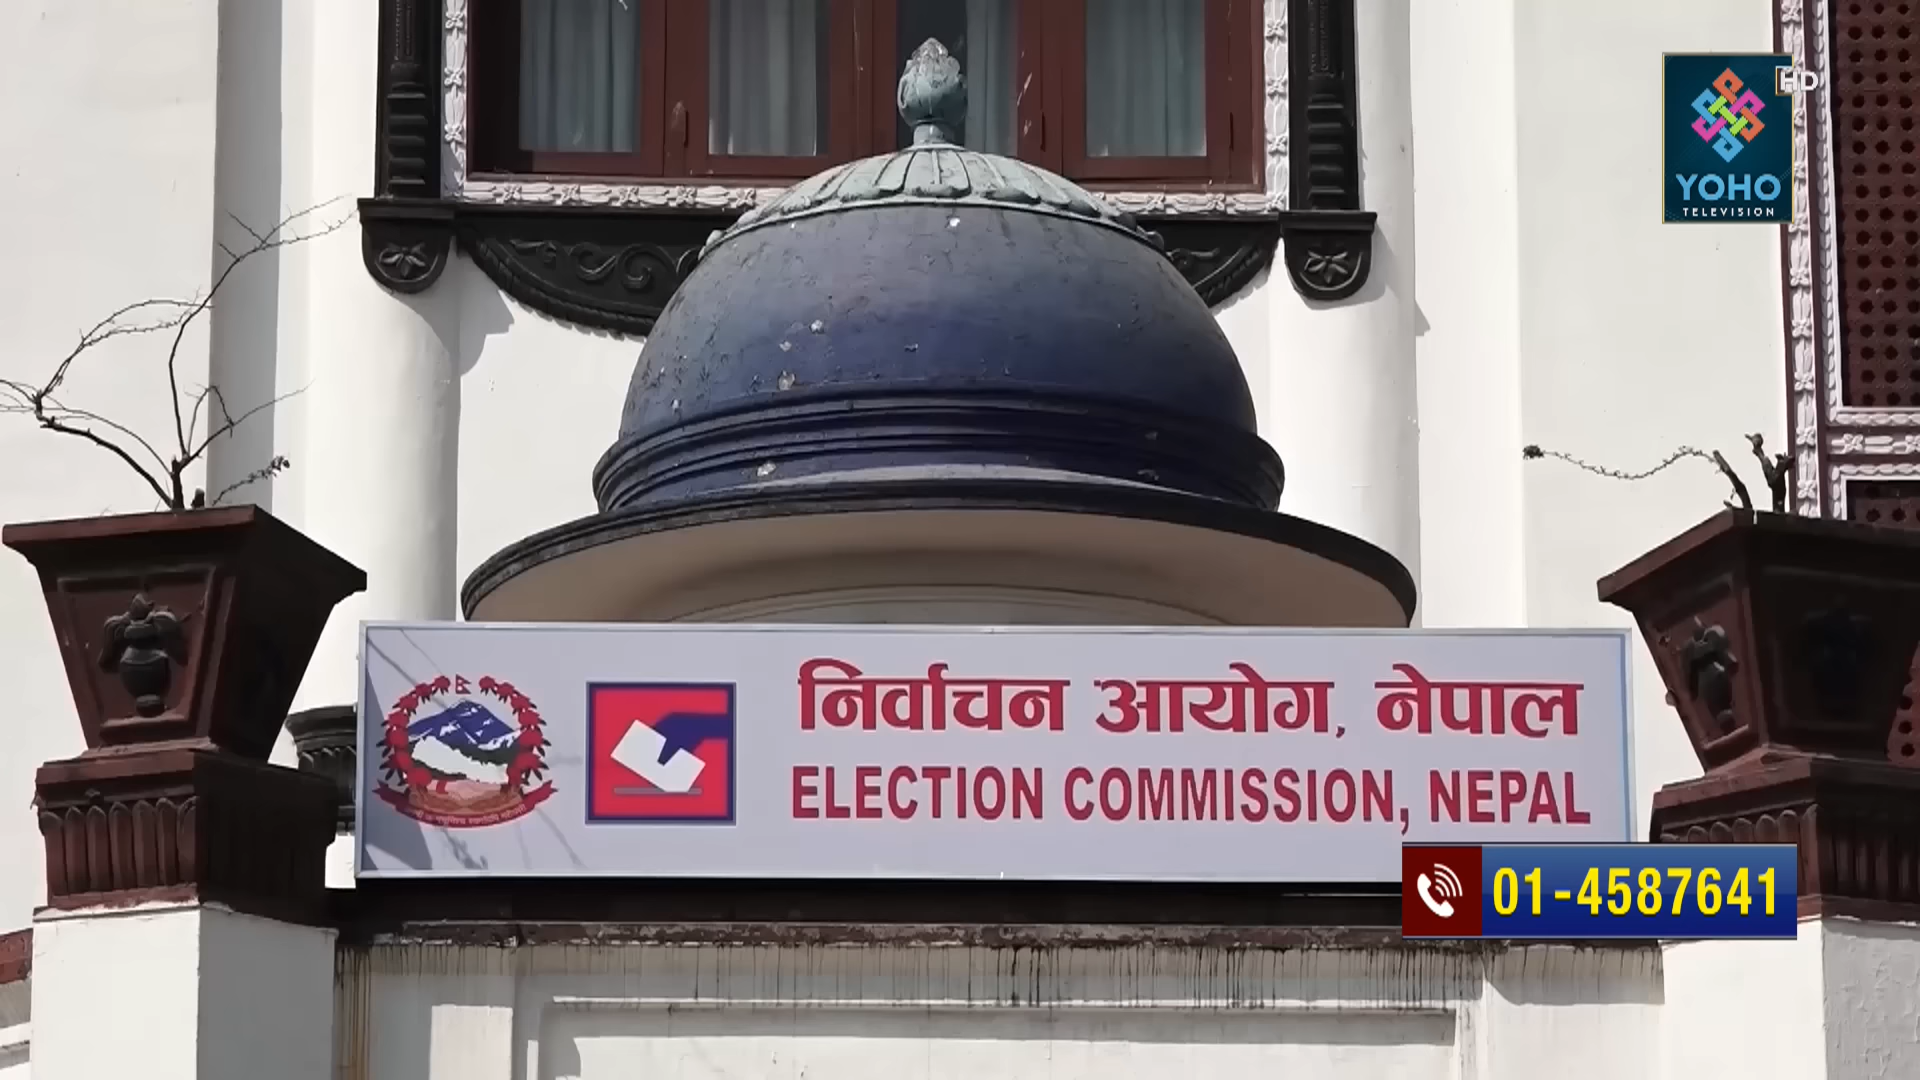 HD
YOHO
TELEVISION
निर्वाचन आयोग, नेपाल
ELECTION COMMISSION, NEPAL
01-4587641